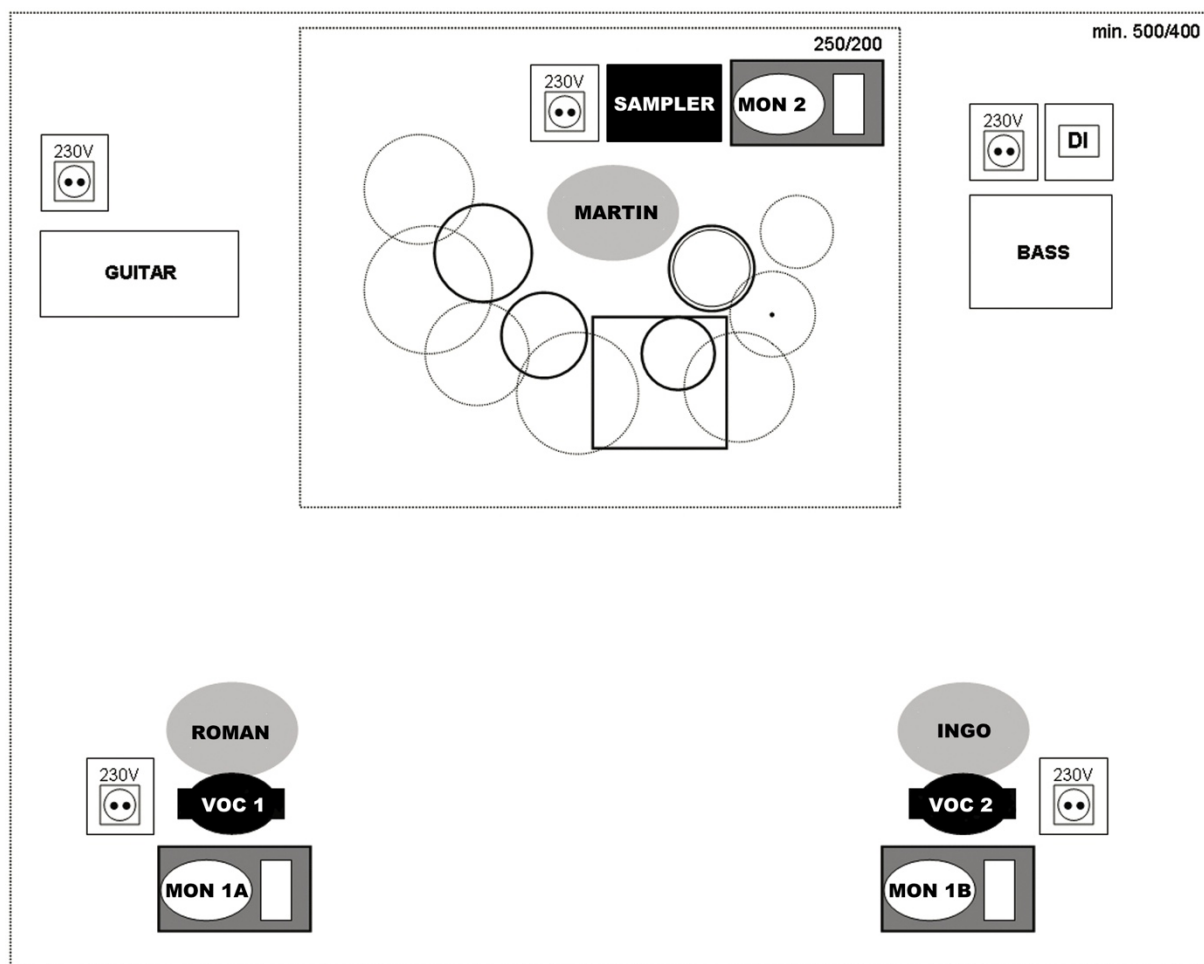 min. 500/400
250/200
230V
SAMPLER
MON 2
230V
DI
230V
MARTIN
GUITAR
BASS
ROMAN
INGO
230V
VOC 1
VOC 2
230V
MON 1A
MON 1B